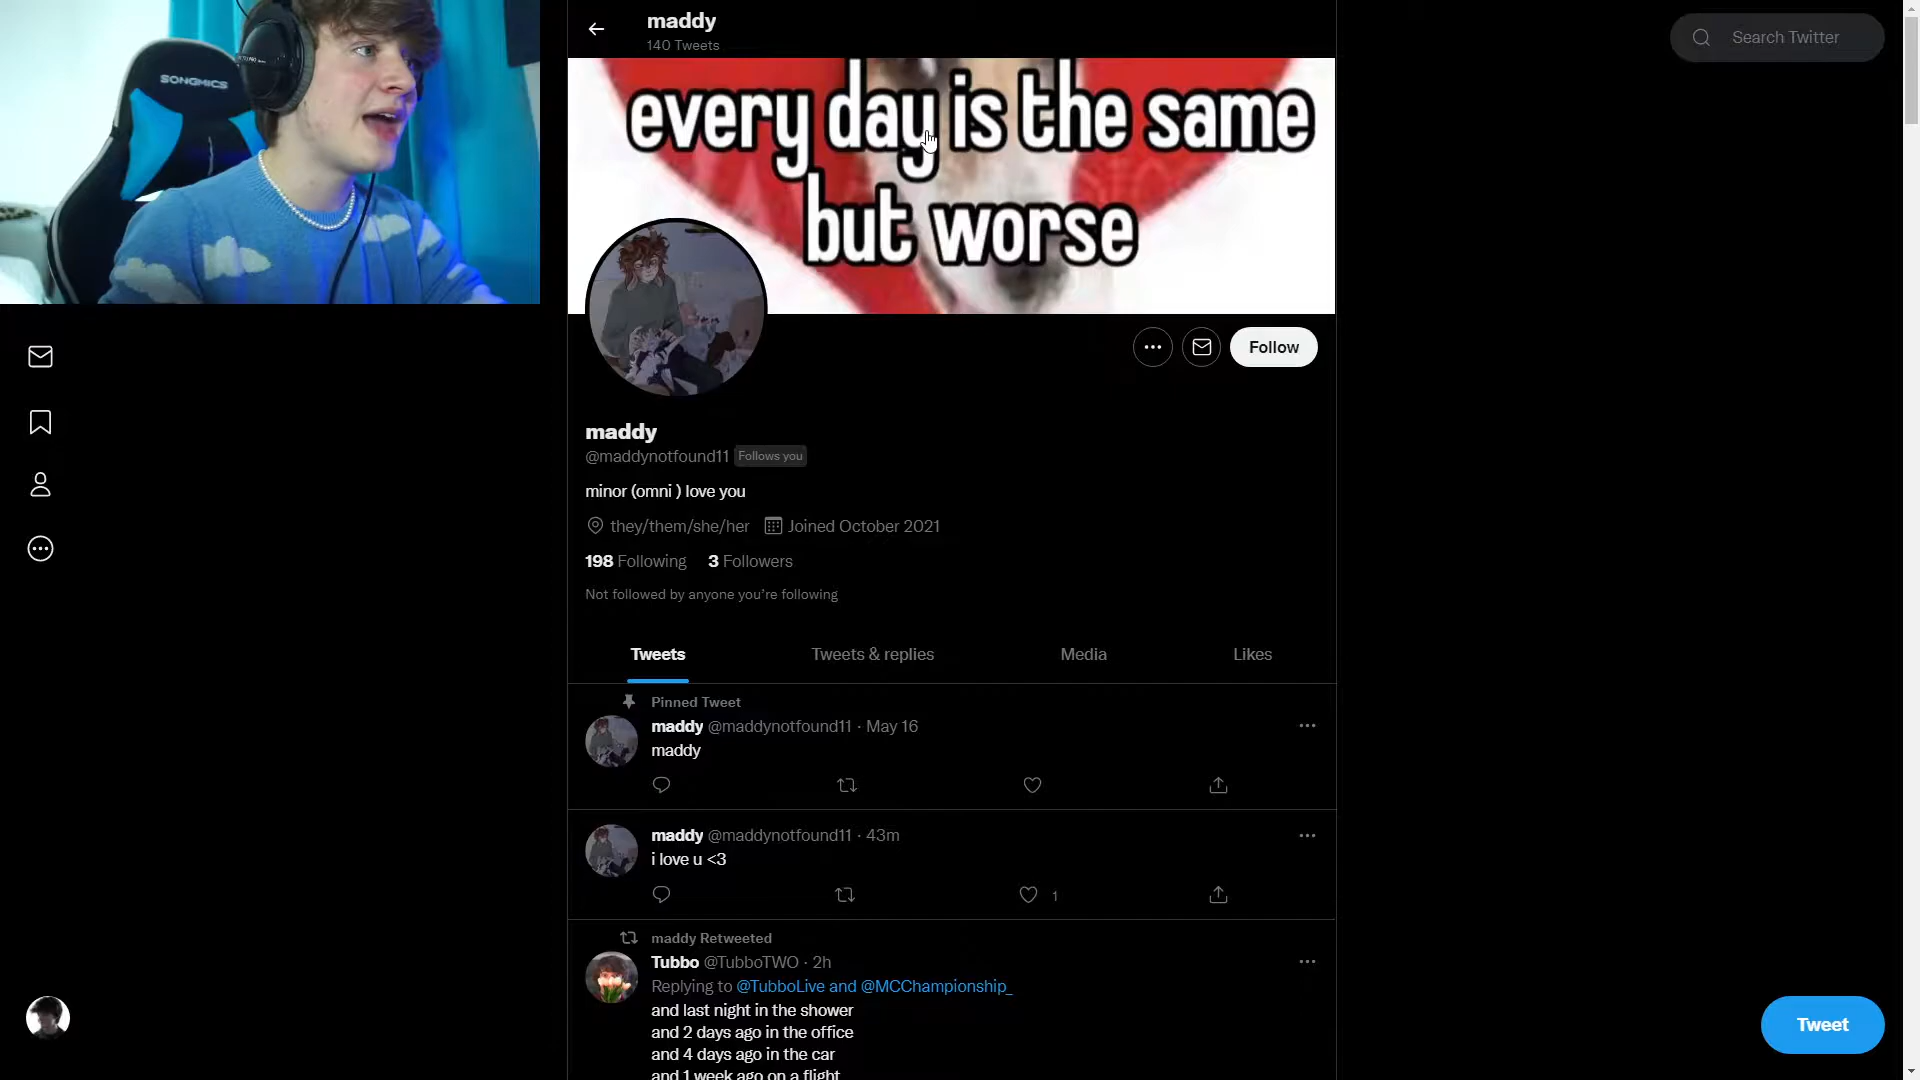 SONGMICS
maddy
140 Tweets
Search Twitter
every day is the same
but worse
Follow
maddy
@maddynotfound11 Follows you
minor (omni ) love you
they/them/she/her Joined October 2021
198 Following 3 Followers
Not followed by anyone you're following
Tweets Tweets & replies Media Likes
Pinned Tweet
maddy @maddynotfound11 · May 16
maddy
maddy @maddynotfound11 · 43m
i love u <3
1
maddy Retweeted
Tubbo @TubboTWO · 2h
Replying to @TubboLive and @MCChampionship_
and last night in the shower
and 2 days ago in the office
and 4 days ago in the car
and 1 week ago on a flight
Tweet